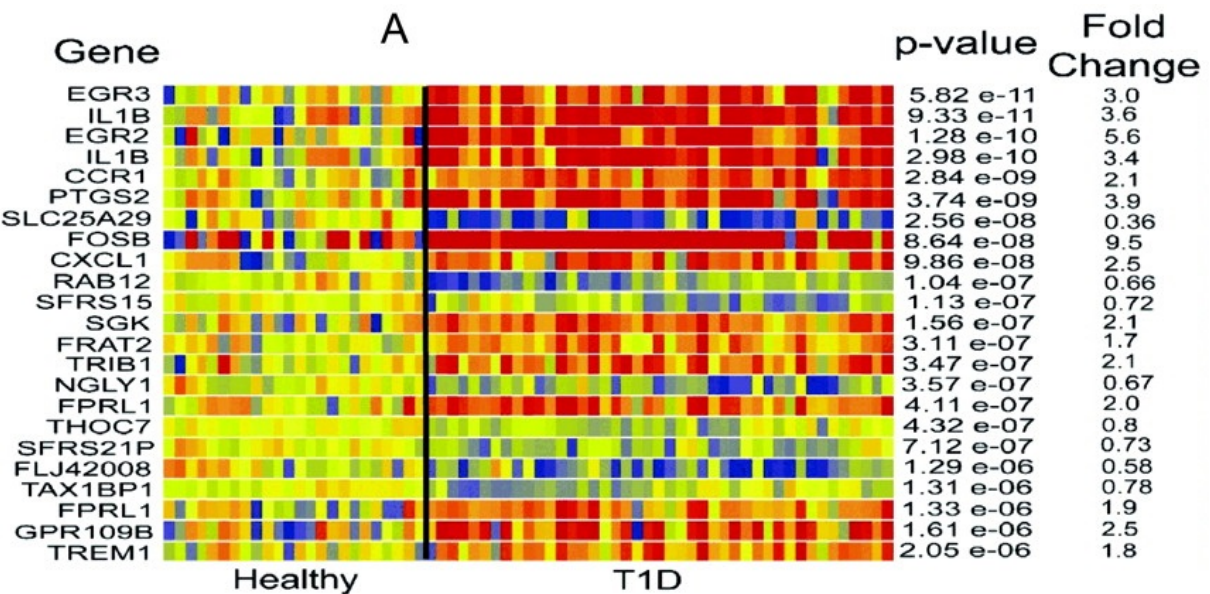 A
Gene p-value Fold Change
EGR3 5.82 e-11 3.0
IL1B 9.33 e-11 3.6
EGR2 1.28 e-10 5.6
IL1B 2.98 e-10 3.4
CCR1 2.84 e-09 2.1
PTGS2 3.74 e-09 3.9
SLC25A29 2.56 e-08 0.36
FOSB 8.64 e-08 9.5
CXCL1 9.86 e-08 2.5
RAB12 1.04 e-07 0.66
SFRS15 1.13 e-07 0.72
SGK 1.56 e-07 2.1
FRAT2 3.11 e-07 1.7
TRIB1 3.47 e-07 2.1
NGLY1 3.57 e-07 0.67
FPRL1 4.11 e-07 2.0
THOC7 4.32 e-07 0.8
SFRS21P 7.12 e-07 0.73
FLJ42008 1.29 e-06 0.58
TAX1BP1 1.31 e-06 0.78
FPRL1 1.33 e-06 1.9
GPR109B 1.61 e-06 2.5
TREM1 2.05 e-06 1.8
Healthy T1D